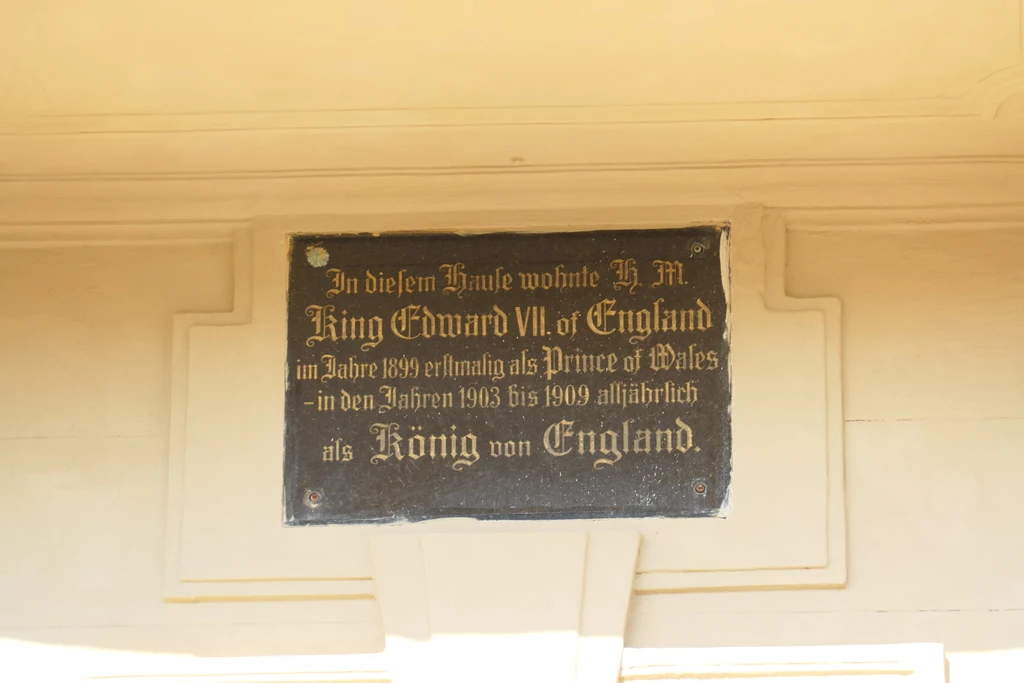 In diesem Hause wohnte H. M.
King Edward VII. of England
im Jahre 1899 erstmalig als Prince of Wales
- in den Jahren 1903 bis 1909 alljährlich
als König von England.